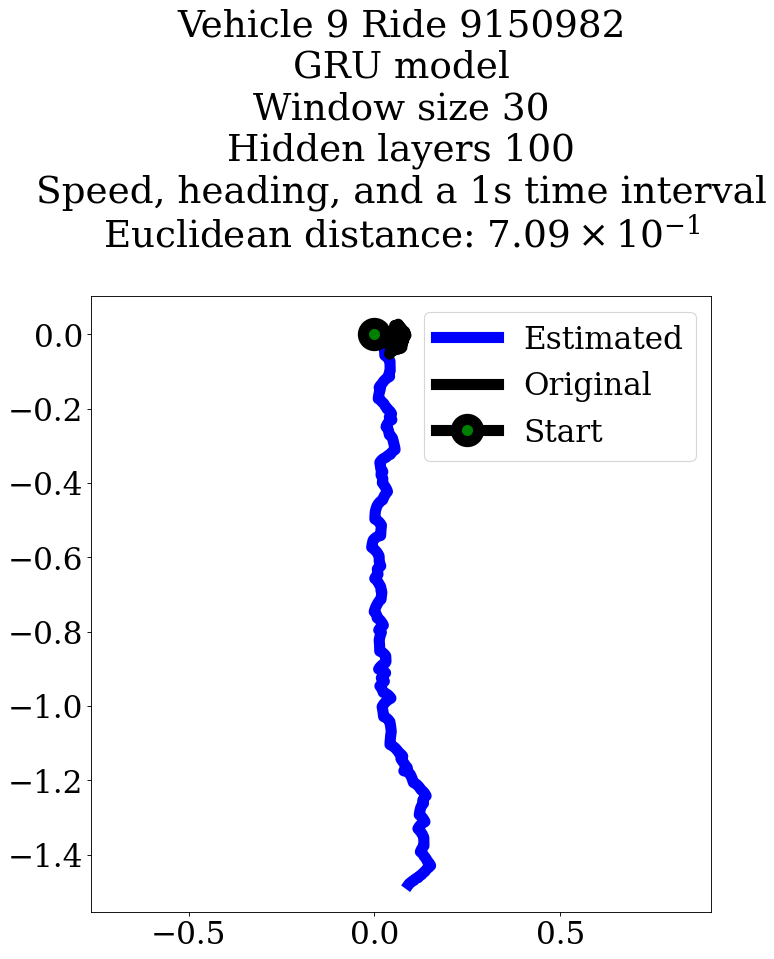 Vehicle 9 Ride 9150982
GRU model
Window size 30
Hidden layers 100
Speed, heading, and a 1s time interval
Euclidean distance: 7.09 × 10⁻¹
Estimated
Original
Start
0.0
−0.2
−0.4
−0.6
−0.8
−1.0
−1.2
−1.4
−0.5 0.0 0.5